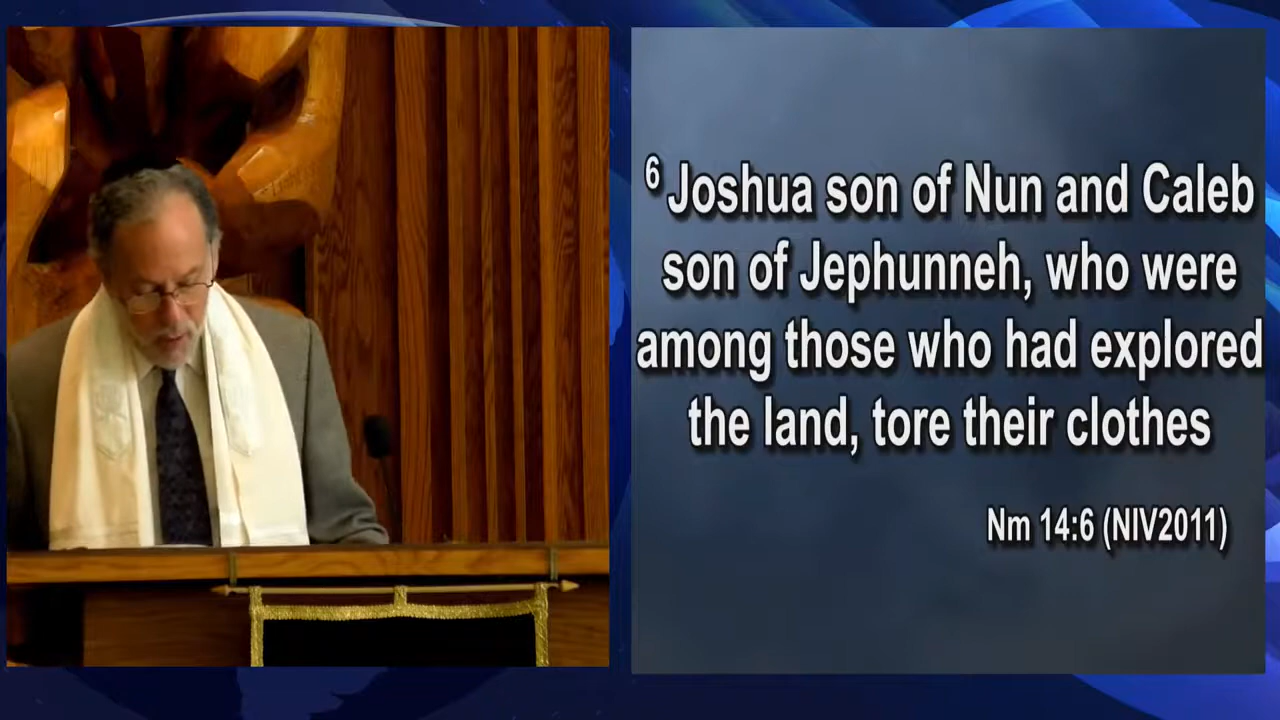 6 Joshua son of Nun and Caleb
son of Jephunneh, who were
among those who had explored
the land, tore their clothes
Nm 14:6 (NIV2011)